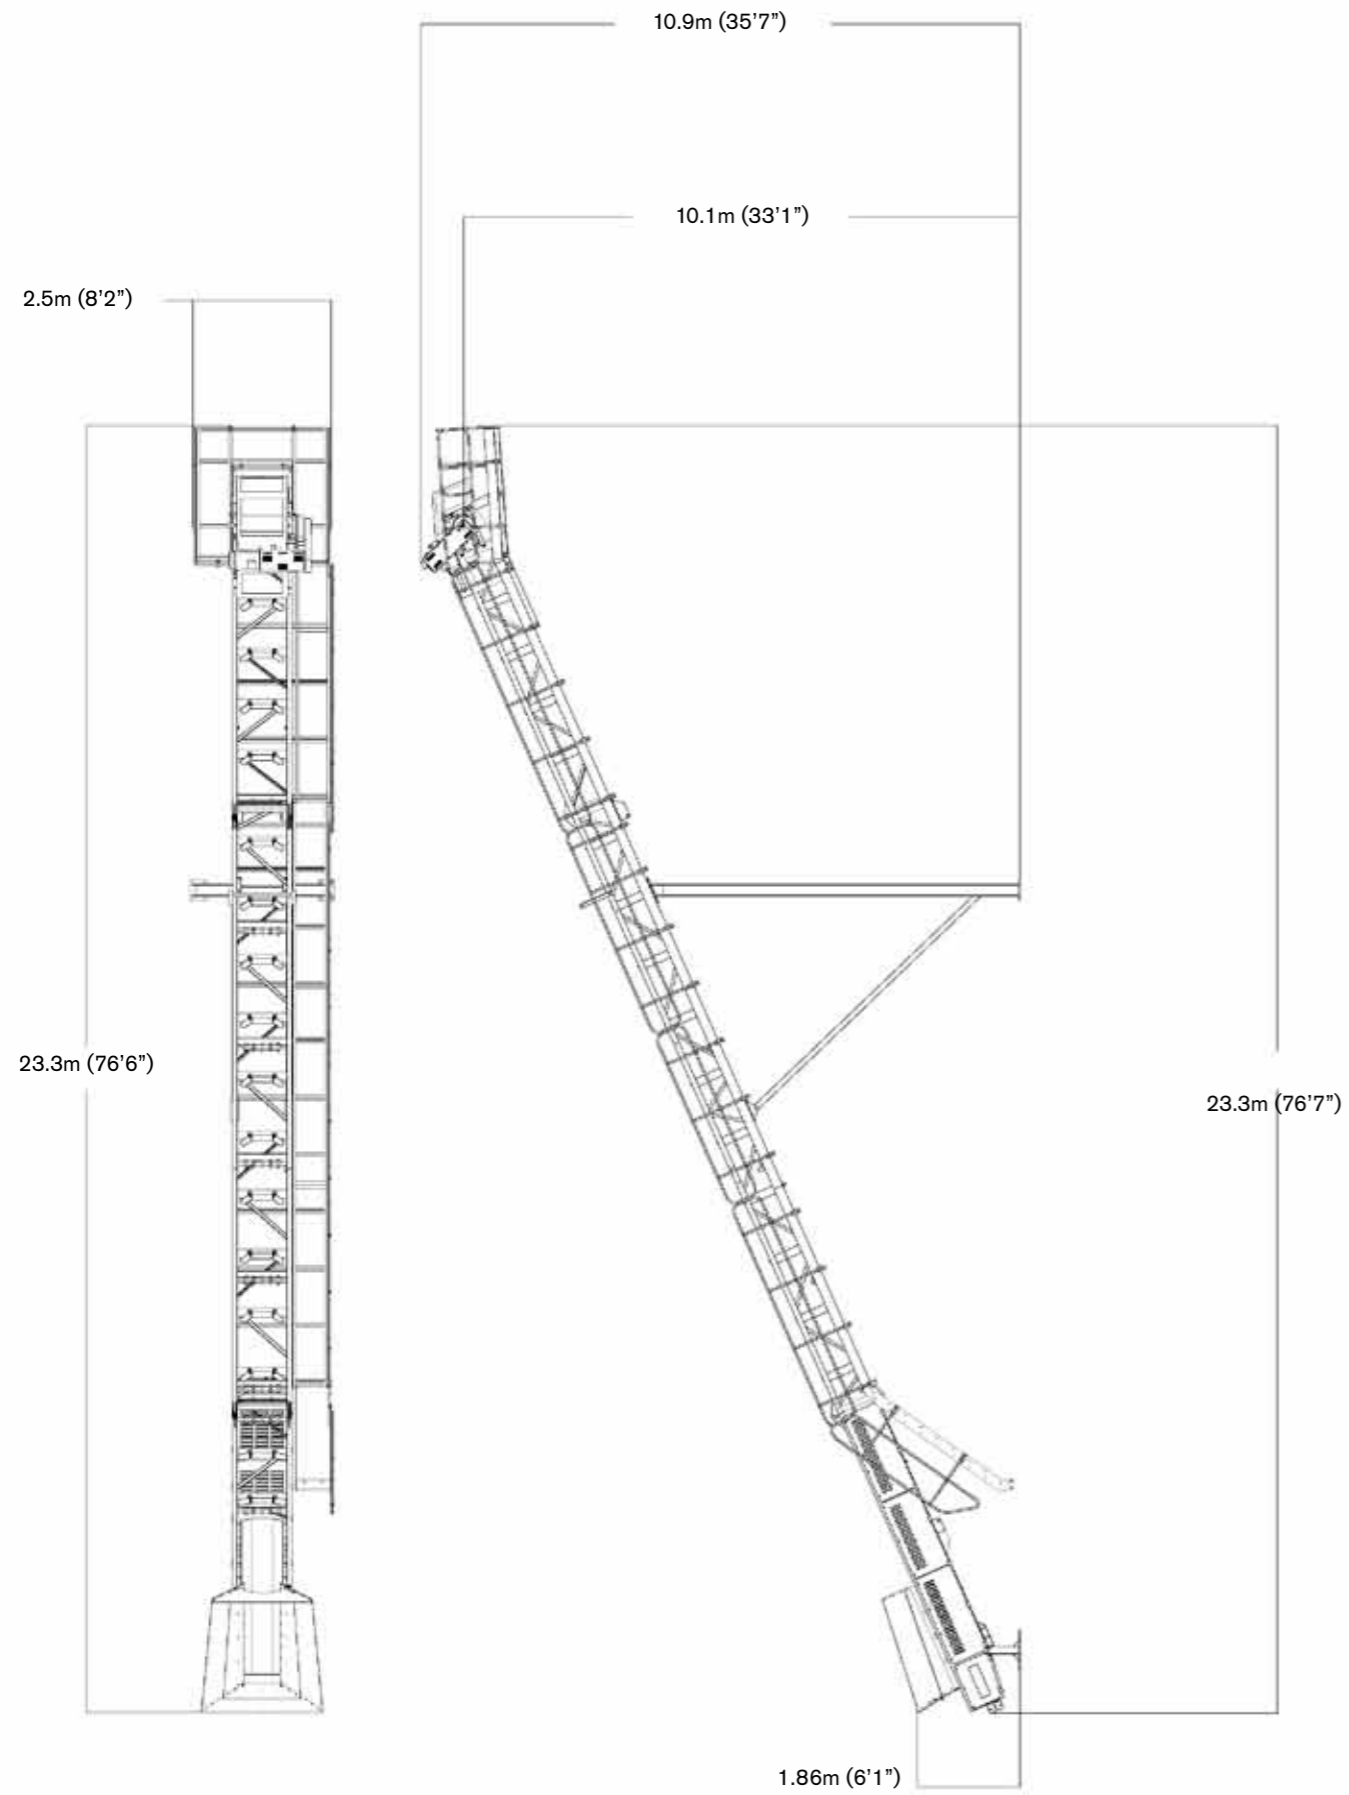 10.9m (35’7”)
10.1m (33’1”)
2.5m (8’2”)
23.3m (76’6”)
23.3m (76’7”)
1.86m (6’1”)